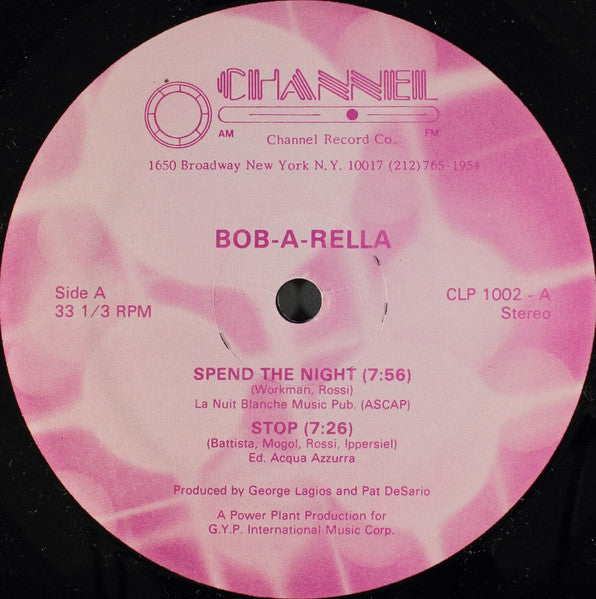 CHANNEL
AM FM
Channel Record Co.
1650 Broadway New York N.Y. 10017 (212) 765-1954
BOB-A-RELLA
Side A
33 1/3 RPM
CLP 1002 - A
Stereo
SPEND THE NIGHT (7:56)
(Workman, Rossi)
La Nuit Blanche Music Pub. (ASCAP)
STOP (7:26)
(Battista, Mogol, Rossi, Ippersiel)
Ed. Acqua Azzurra
Produced by George Lagios and Pat DeSario
A Power Plant Production for
G.Y.P. International Music Corp.